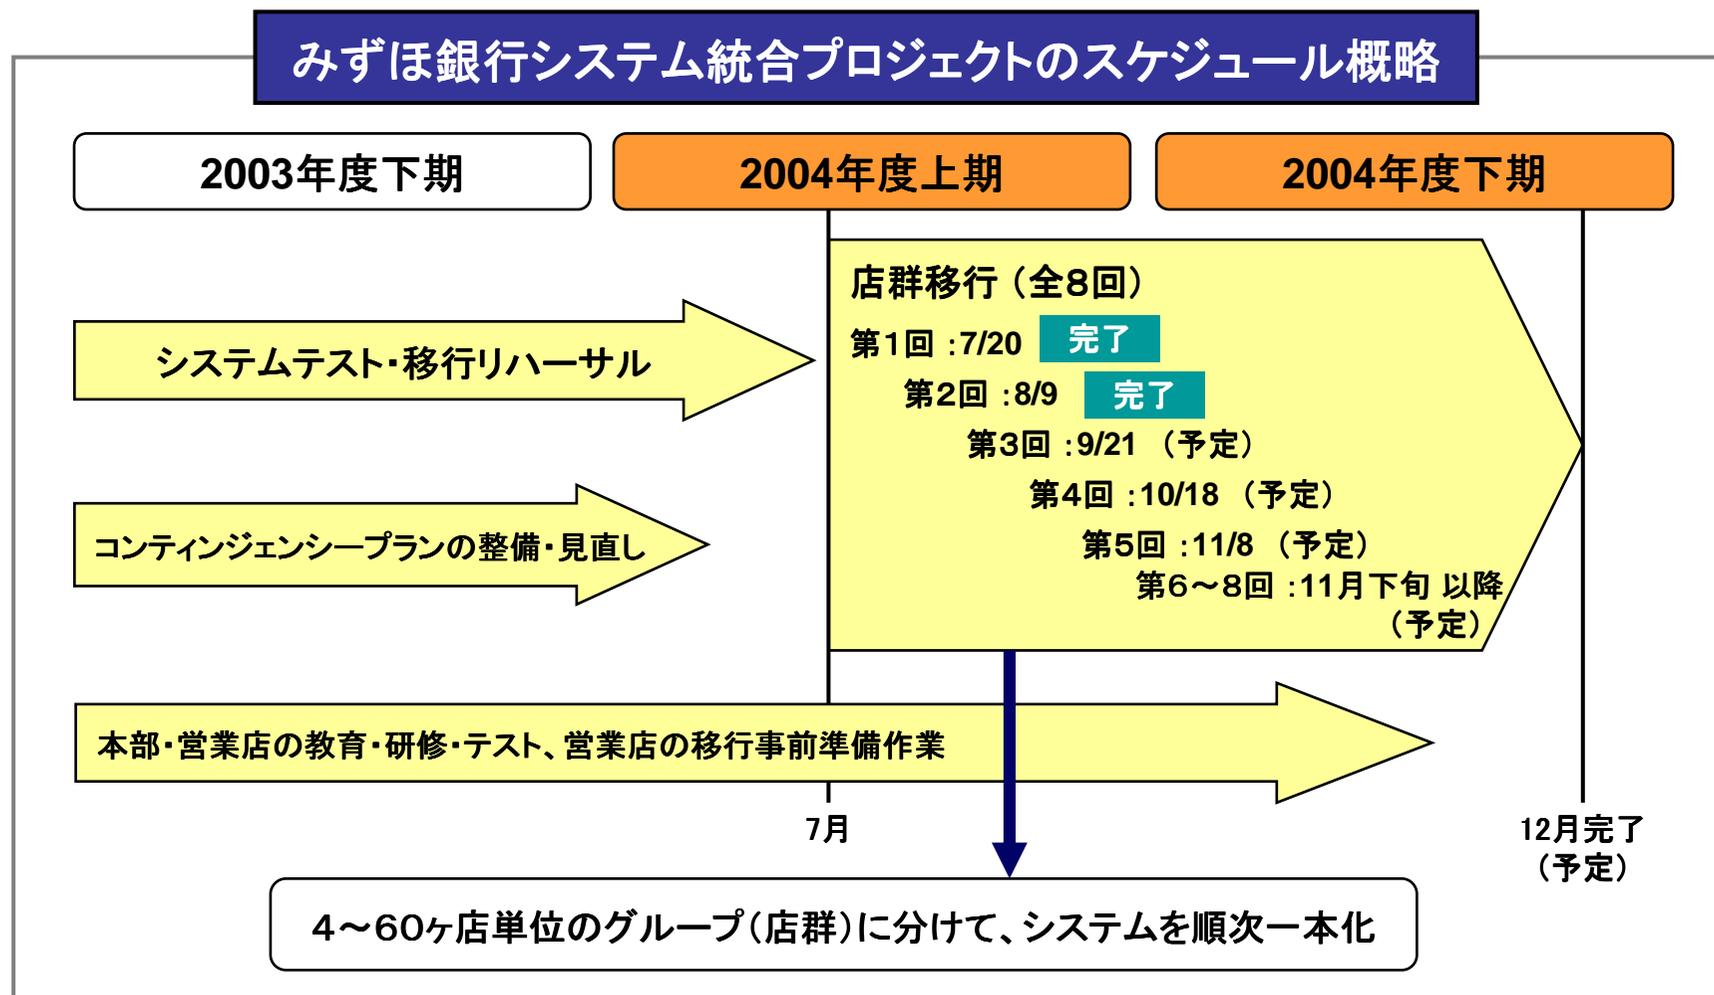 みずほ銀行システム統合プロジェクトのスケジュール概略
2003年度下期
2004年度上期
2004年度下期
店群移行（全８回）
第１回：7/20 完了
第２回：8/9 完了
第３回：9/21（予定）
第４回：10/18（予定）
第５回：11/8（予定）
第６～８回：11月下旬 以降
（予定）
システムテスト・移行リハーサル
コンティンジェンシープランの整備・見直し
本部・営業店の教育・研修・テスト、営業店の移行事前準備作業
7月
12月完了
（予定）
４～６０ヶ店単位のグループ（店群）に分けて、システムを順次一本化